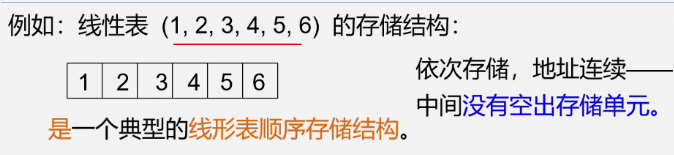 例如：线性表（1, 2, 3, 4, 5, 6）的存储结构：
1 2 3 4 5 6
依次存储，地址连续——
中间没有空出存储单元。
是一个典型的线形表顺序存储结构。